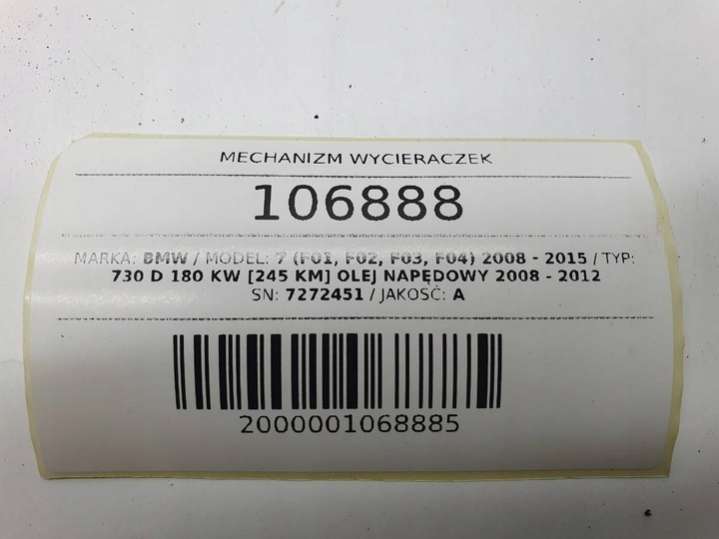 MECHANIZM WYCIERACZEK
106888
MARKA: BMW / MODEL: 7 (F01, F02, F03, F04) 2008 - 2015 / TYP:
730 D 180 KW [245 KM] OLEJ NAPĘDOWY 2008 - 2012
SN: 7272451 / JAKOŚĆ: A
2000001068885